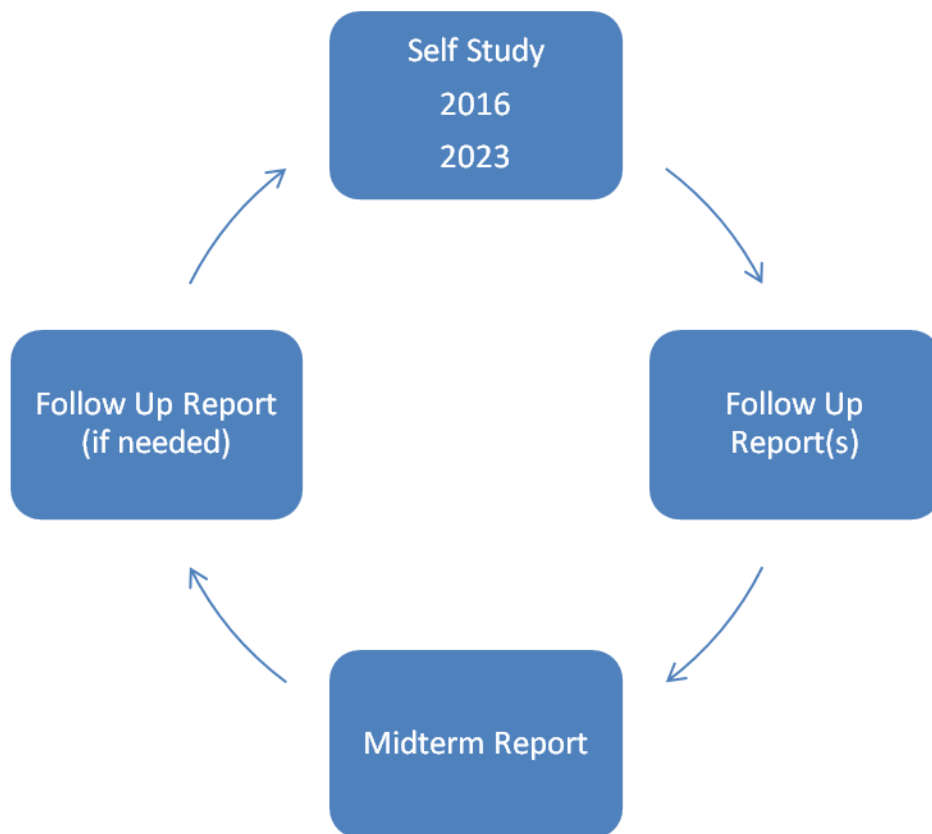 Self Study
2016
2023
Follow Up Report
(if needed)
Follow Up
Report(s)
Midterm Report